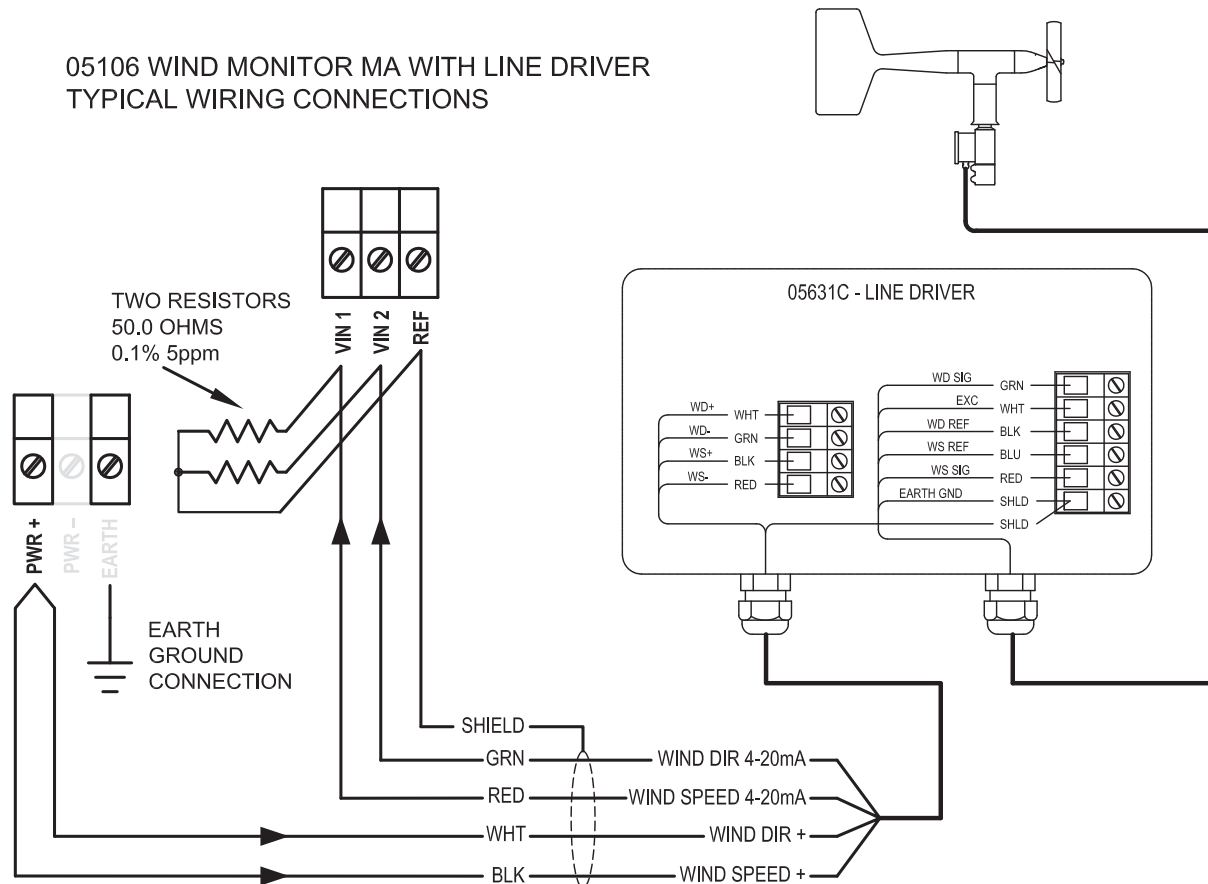 05106 WIND MONITOR MA WITH LINE DRIVER
TYPICAL WIRING CONNECTIONS
TWO RESISTORS
50.0 OHMS
0.1% 5ppm
VIN 1
VIN 2
REF
PWR +
PWR –
EARTH
EARTH
GROUND
CONNECTION
05631C - LINE DRIVER
WD+ WHT
WD- GRN
WS+ BLK
WS- RED
WD SIG GRN
EXC WHT
WD REF BLK
WS REF BLU
WS SIG RED
EARTH GND SHLD
SHLD
SHIELD
GRN WIND DIR 4-20mA
RED WIND SPEED 4-20mA
WHT WIND DIR +
BLK WIND SPEED +